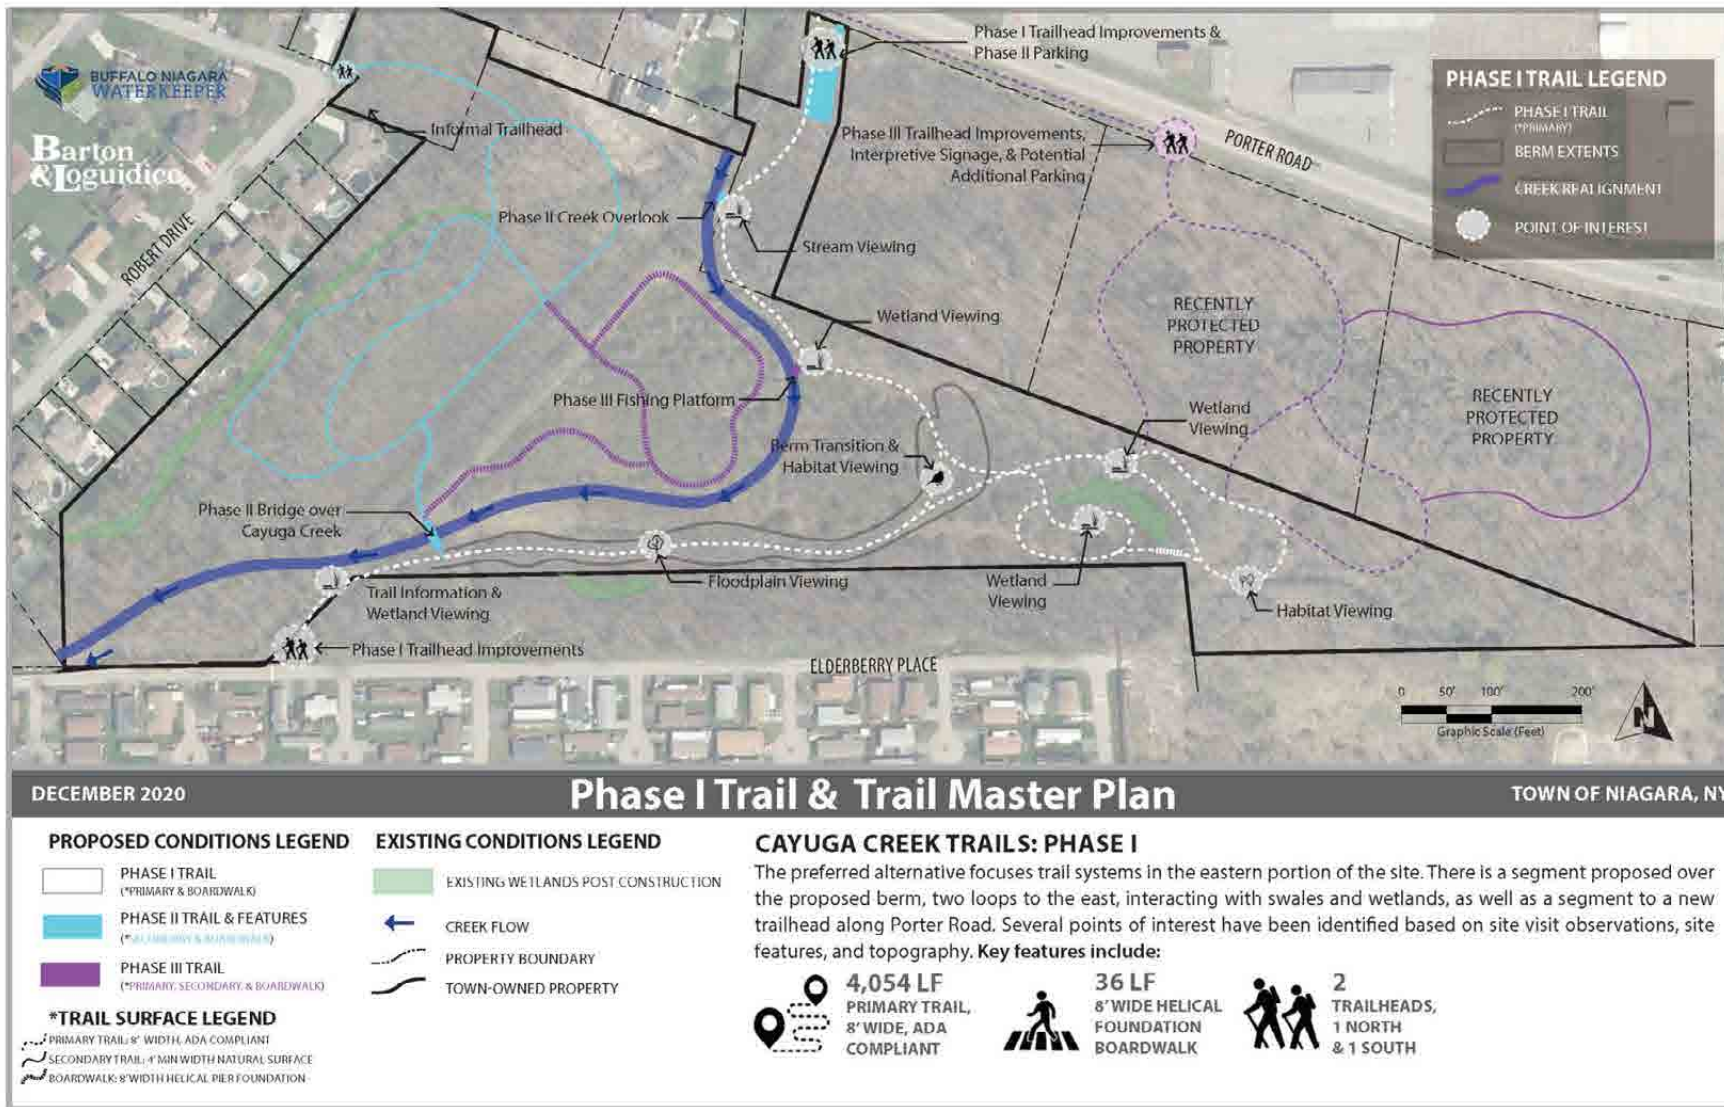 BUFFALO NIAGARA
WATERKEEPER
Barton
& Loguidice
Informal Trailhead
Phase I Trailhead Improvements &
Phase II Parking
PHASE I TRAIL LEGEND
PHASE I TRAIL
(*PRIMARY)
BERM EXTENTS
CREEK REALIGNMENT
POINT OF INTEREST
PORTER ROAD
Phase III Trailhead Improvements,
Interpretive Signage, & Potential
Additional Parking
ROBERT DRIVE
Phase II Creek Overlook
Stream Viewing
Wetland Viewing
RECENTLY
PROTECTED
PROPERTY
RECENTLY
PROTECTED
PROPERTY
Phase III Fishing Platform
Wetland
Viewing
Berm Transition &
Habitat Viewing
Phase II Bridge over
Cayuga Creek
Floodplain Viewing
Wetland
Viewing
Trail Information &
Wetland Viewing
Habitat Viewing
Phase I Trailhead Improvements
ELDERBERRY PLACE
0 50' 100' 200'
Graphic Scale (Feet)
N
DECEMBER 2020
Phase I Trail & Trail Master Plan
TOWN OF NIAGARA, NY
PROPOSED CONDITIONS LEGEND
PHASE I TRAIL
(*PRIMARY & BOARDWALK)
PHASE II TRAIL & FEATURES
(*SECONDARY & BOARDWALK)
PHASE III TRAIL
(*PRIMARY, SECONDARY, & BOARDWALK)
*TRAIL SURFACE LEGEND
PRIMARY TRAIL: 8' WIDTH, ADA COMPLIANT
SECONDARY TRAIL: 4' MIN WIDTH NATURAL SURFACE
BOARDWALK: 8' WIDTH HELICAL PIER FOUNDATION
EXISTING CONDITIONS LEGEND
EXISTING WETLANDS POST CONSTRUCTION
CREEK FLOW
PROPERTY BOUNDARY
TOWN-OWNED PROPERTY
CAYUGA CREEK TRAILS: PHASE I
The preferred alternative focuses trail systems in the eastern portion of the site. There is a segment proposed over
the proposed berm, two loops to the east, interacting with swales and wetlands, as well as a segment to a new
trailhead along Porter Road. Several points of interest have been identified based on site visit observations, site
features, and topography. Key features include:
4,054 LF
PRIMARY TRAIL,
8' WIDE, ADA
COMPLIANT
36 LF
8' WIDE HELICAL
FOUNDATION
BOARDWALK
2
TRAILHEADS,
1 NORTH
& 1 SOUTH